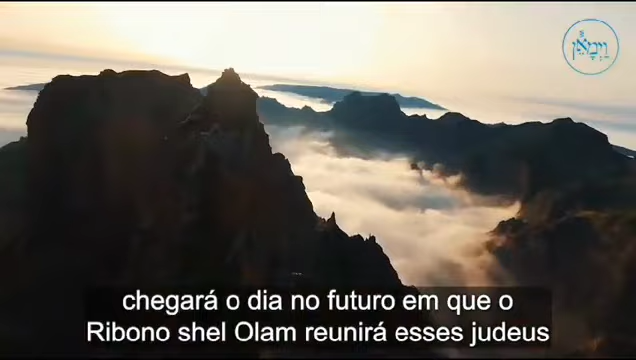 וַיְמָאֵן
chegará o dia no futuro em que o
Ribono shel Olam reunirá esses judeus